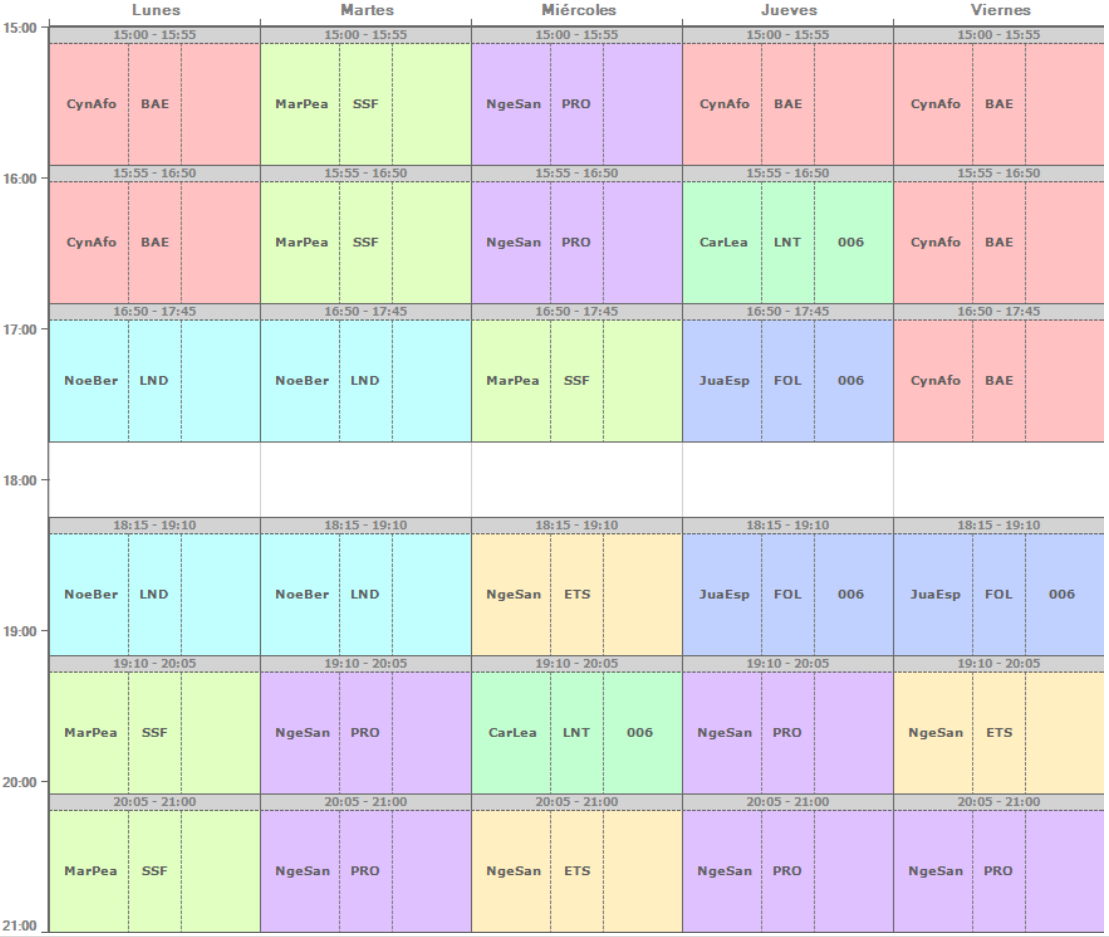 Lunes Martes Miércoles Jueves Viernes
15:00
15:00 - 15:55 15:00 - 15:55 15:00 - 15:55 15:00 - 15:55 15:00 - 15:55
CynAfo BAE MarPea SSF NgeSan PRO CynAfo BAE CynAfo BAE
16:00
15:55 - 16:50 15:55 - 16:50 15:55 - 16:50 15:55 - 16:50 15:55 - 16:50
CynAfo BAE MarPea SSF NgeSan PRO CarLea LNT 006 CynAfo BAE
16:50 - 17:45 16:50 - 17:45 16:50 - 17:45 16:50 - 17:45 16:50 - 17:45
17:00
NoeBer LND NoeBer LND MarPea SSF JuaEsp FOL 006 CynAfo BAE
18:00
18:15 - 19:10 18:15 - 19:10 18:15 - 19:10 18:15 - 19:10 18:15 - 19:10
NoeBer LND NoeBer LND NgeSan ETS JuaEsp FOL 006 JuaEsp FOL 006
19:00
19:10 - 20:05 19:10 - 20:05 19:10 - 20:05 19:10 - 20:05 19:10 - 20:05
MarPea SSF NgeSan PRO CarLea LNT 006 NgeSan PRO NgeSan ETS
20:00
20:05 - 21:00 20:05 - 21:00 20:05 - 21:00 20:05 - 21:00 20:05 - 21:00
MarPea SSF NgeSan PRO NgeSan ETS NgeSan PRO NgeSan PRO
21:00